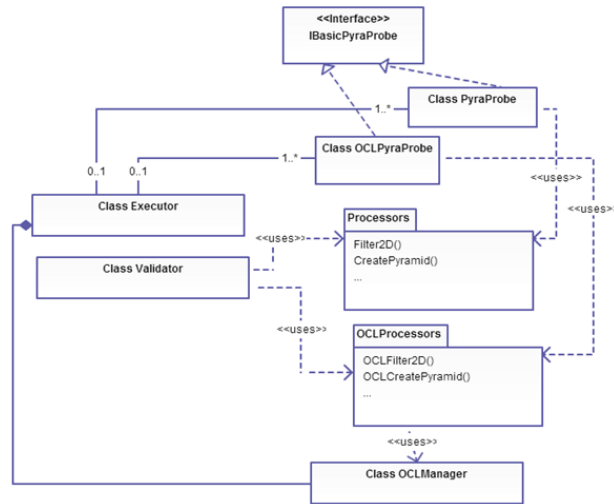 <<Interface>>
IBasicPyraProbe
Class PyraProbe
1..*
Class OCLPyraProbe
1..*
0..1
0..1
<<uses>>
Class Executor
Processors
<<uses>>
<<uses>>
Filter2D()
CreatePyramid()
...
Class Validator
<<uses>>
OCLProcessors
OCLFilter2D()
OCLCreatePyramid()
...
<<uses>>
Class OCLManager